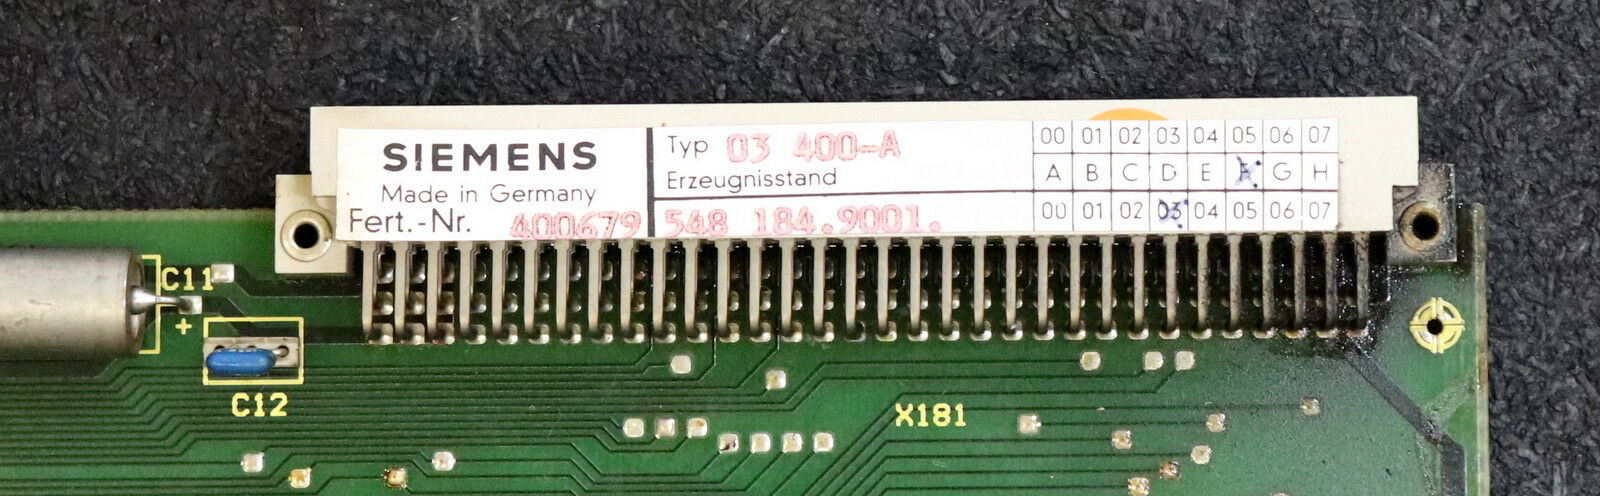 SIEMENS
Made in Germany
Fert.-Nr. 400679
Typ 03 400-A
Erzeugnisstand
548 184.9001.
00 01 02 03 04 05 06 07
A B C D E G H
00 01 02 03 04 05 06 07
C11
+
C12
X181